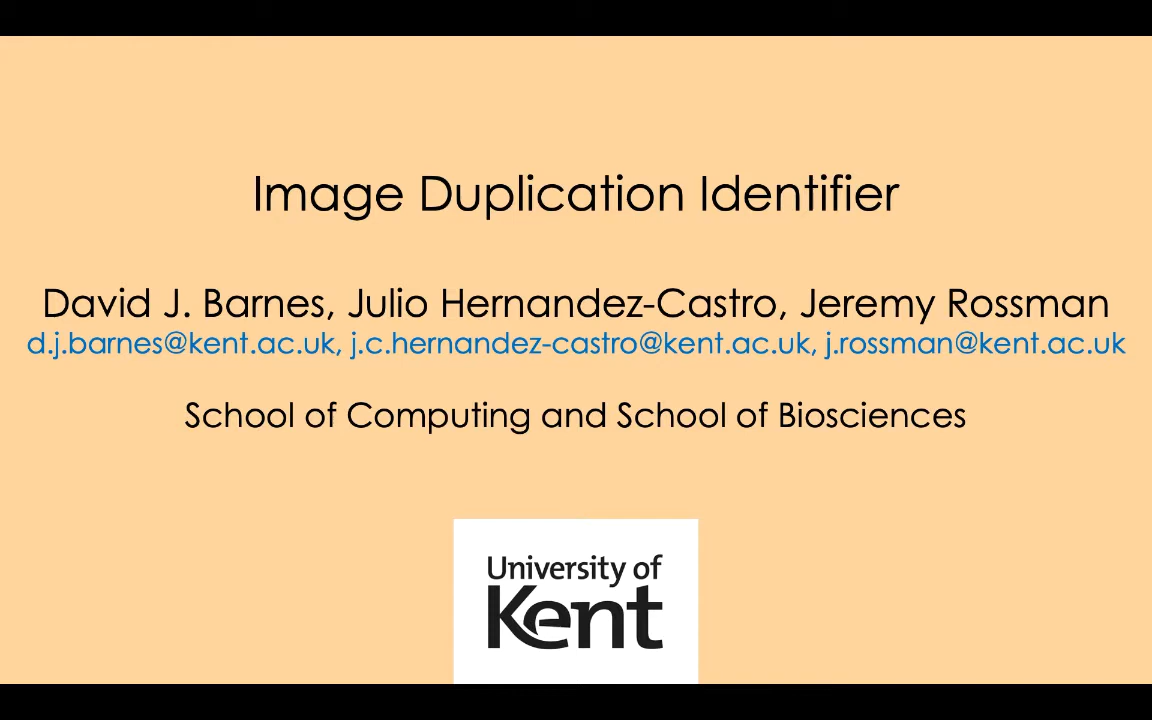 Image Duplication Identifier
David J. Barnes, Julio Hernandez-Castro, Jeremy Rossman
d.j.barnes@kent.ac.uk, j.c.hernandez-castro@kent.ac.uk, j.rossman@kent.ac.uk
School of Computing and School of Biosciences
University of
Kent